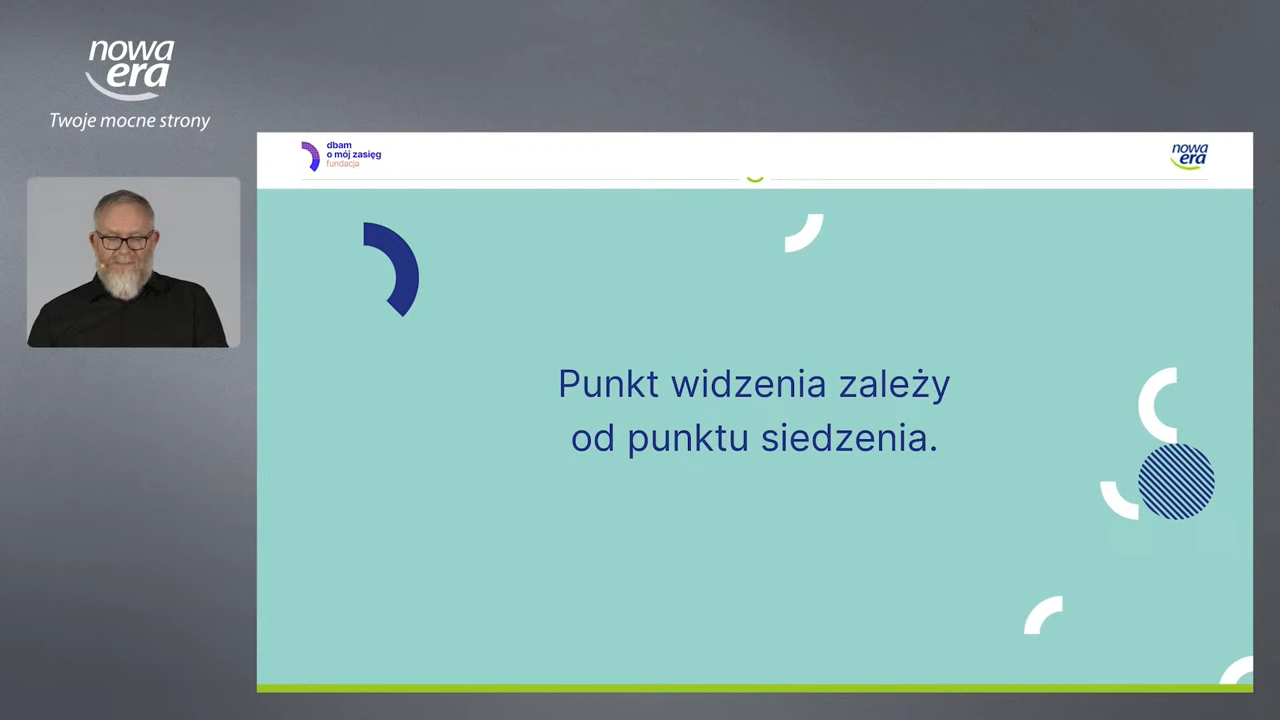 nowa
era
Twoje mocne strony
dbam
o mój zasięg
fundacja
nowa
era
Punkt widzenia zależy
od punktu siedzenia.